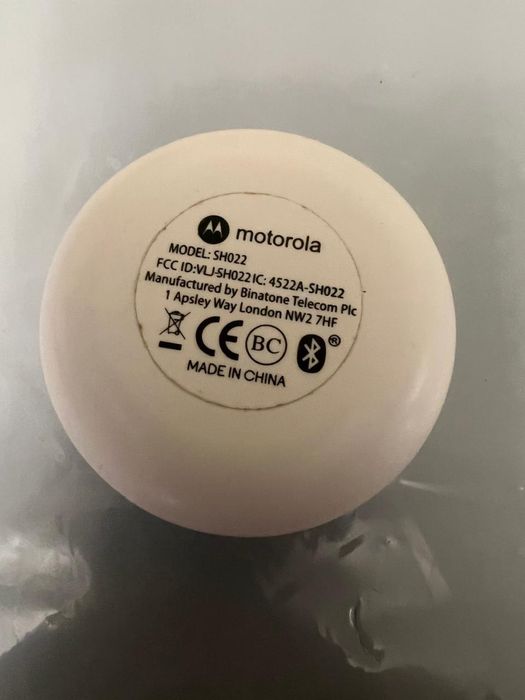 motorola
MODEL: SH022
FCC ID:VLJ-SH022 IC: 4522A-SH022
Manufactured by Binatone Telecom Plc
1 Apsley Way London NW2 7HF
CE BC ®
MADE IN CHINA